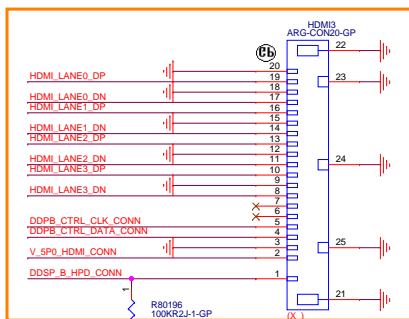 HDMI3
ARG-CON20-GP
22
20
HDMI_LANE0_DP
19
23
18
HDMI_LANE0_DN
17
HDMI_LANE1_DP
16
15
HDMI_LANE1_DN
14
HDMI_LANE2_DP
13
12
HDMI_LANE2_DN
11
24
HDMI_LANE3_DP
10
9
HDMI_LANE3_DN
8
7
6
DDPB_CTRL_CLK_CONN
5
DDPB_CTRL_DATA_CONN
4
3
25
V_5P0_HDMI_CONN
2
DDSP_B_HPD_CONN
1
1
21
R80196
100KR2J-1-GP
(X_)